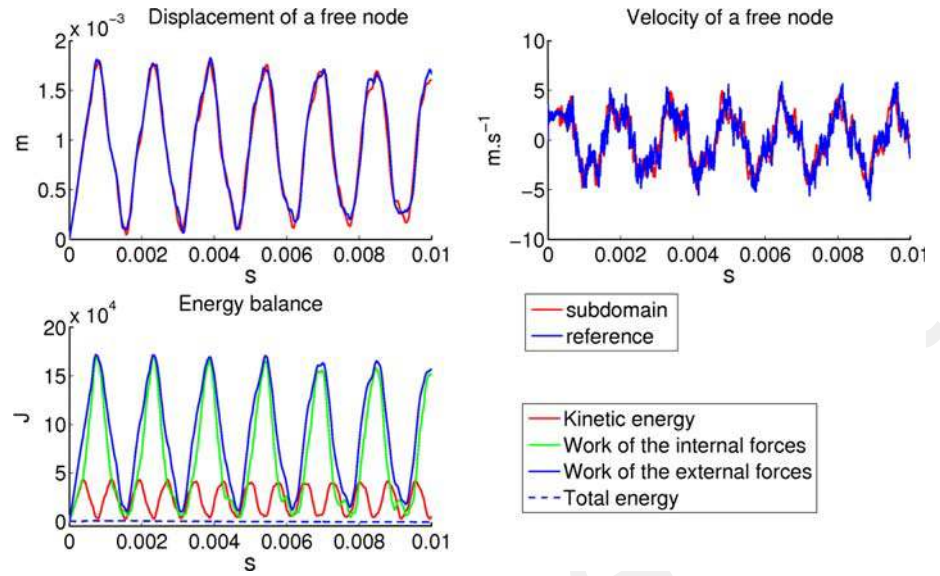 Displacement of a free node
x 10⁻³
2
1.5
1
0.5
0
m
0 0.002 0.004 0.006 0.008 0.01
s
Velocity of a free node
10
5
0
−5
−10
m.s⁻¹
0 0.002 0.004 0.006 0.008 0.01
s
Energy balance
x 10⁴
20
15
10
5
0
J
0 0.002 0.004 0.006 0.008 0.01
s
subdomain
reference
Kinetic energy
Work of the internal forces
Work of the external forces
Total energy